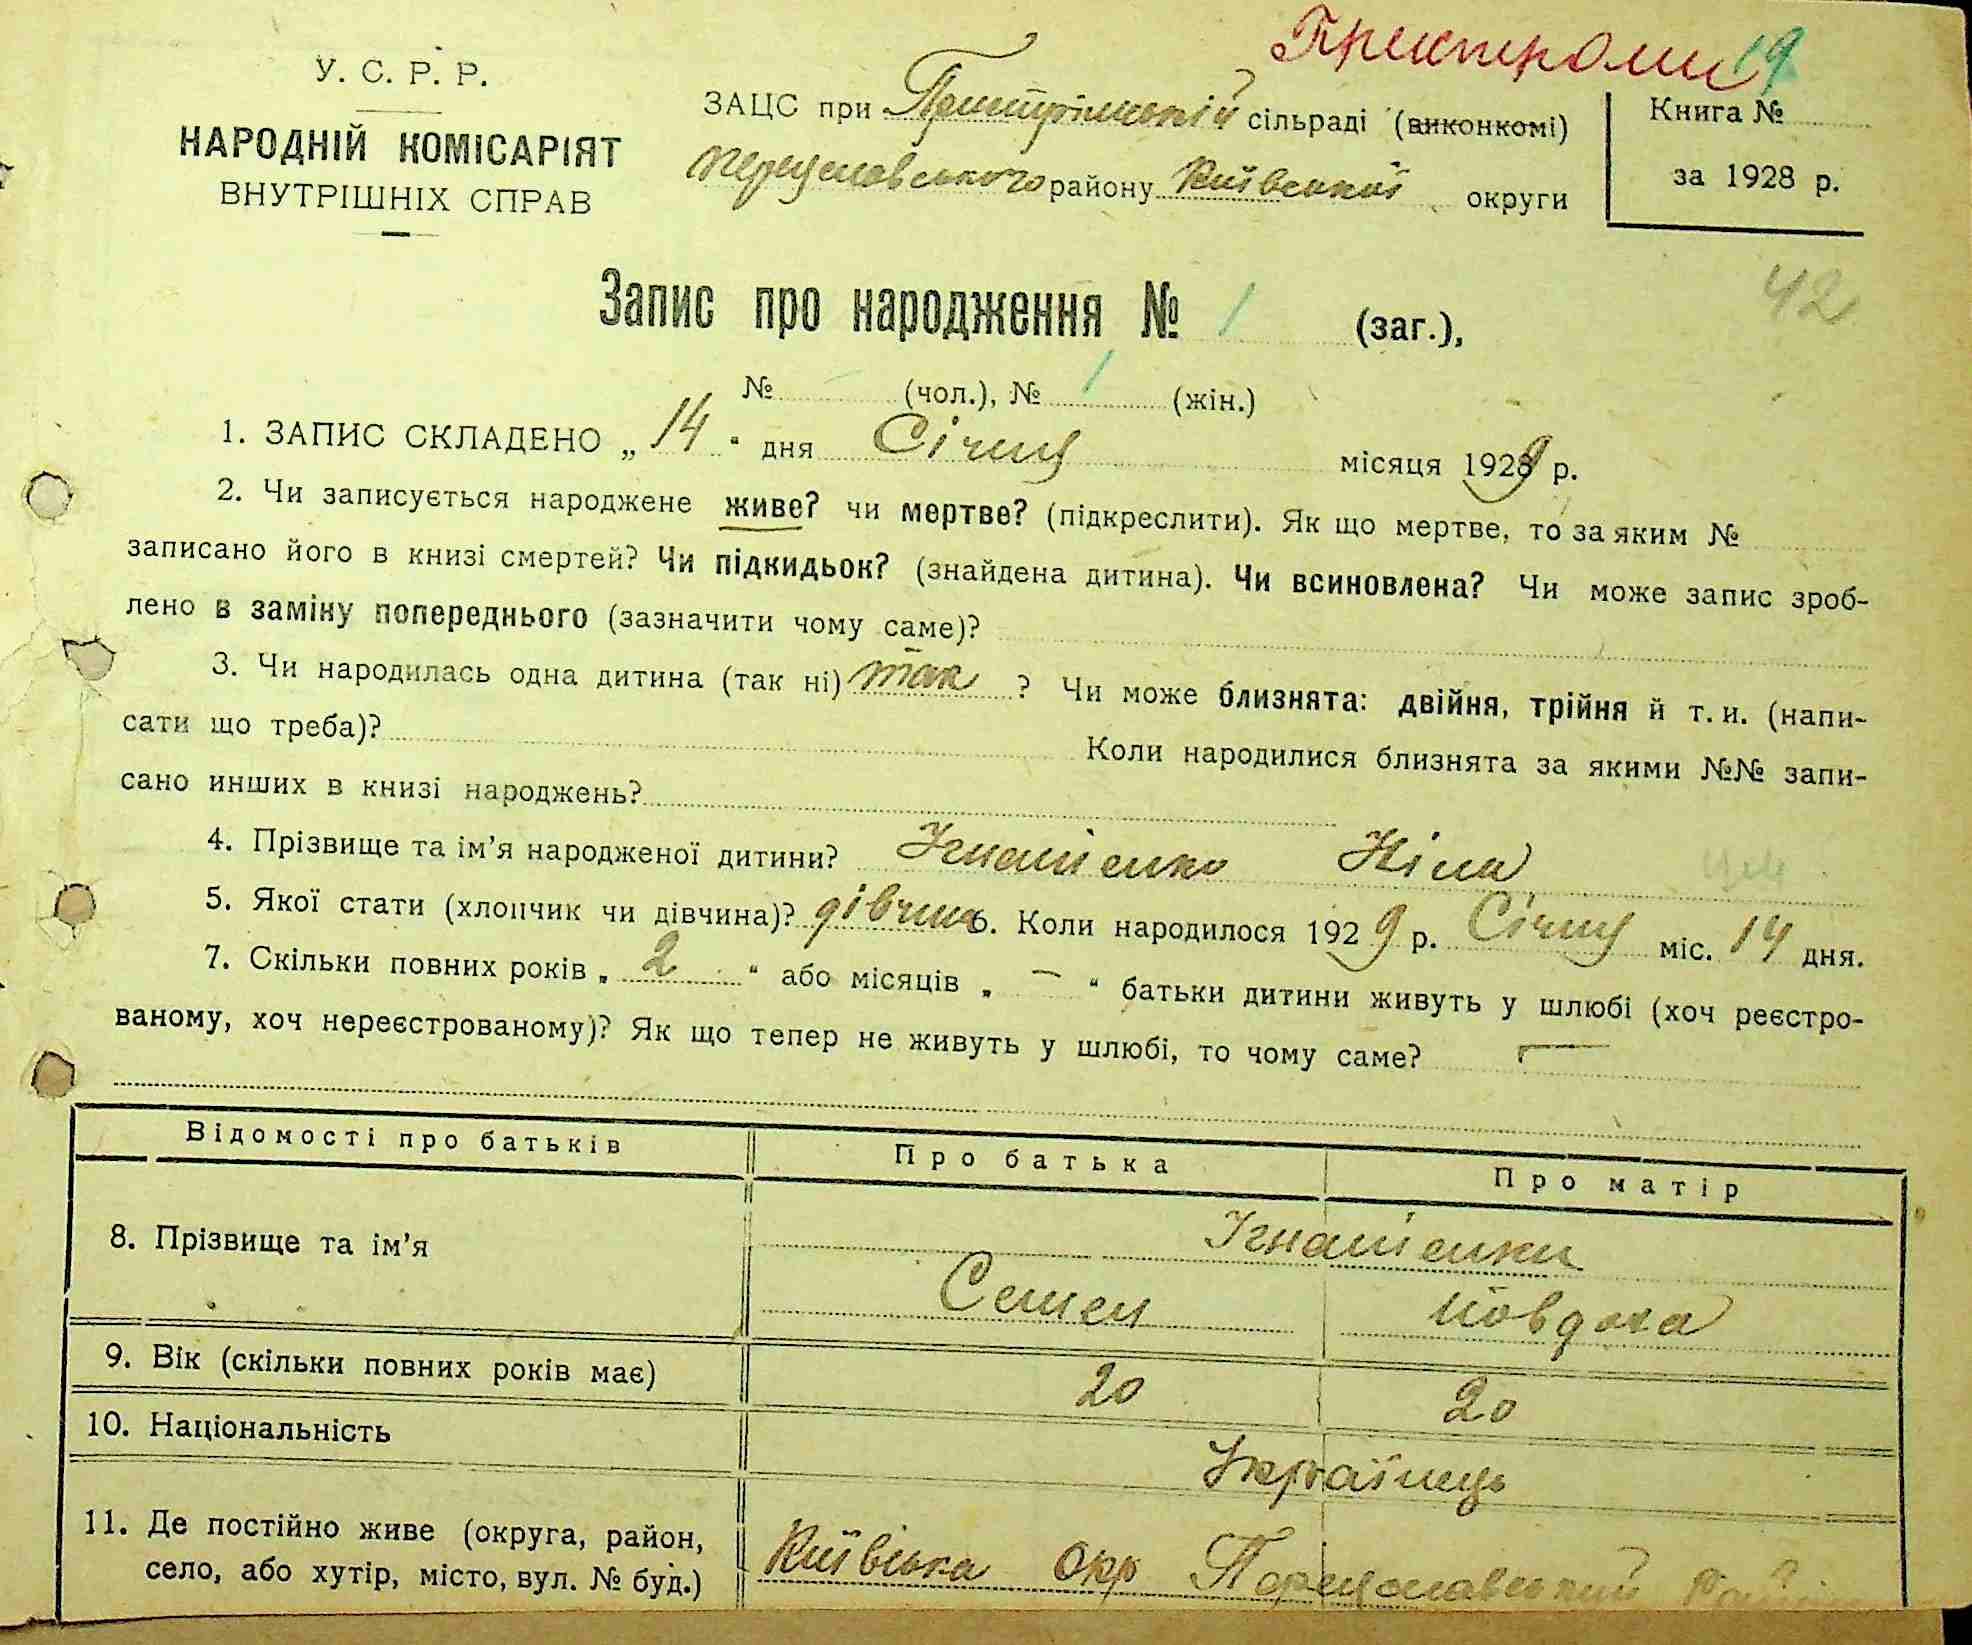 Пристроми 19
У. С. Р. Р.
НАРОДНІЙ КОМІСАРІЯТ
ВНУТРІШНІХ СПРАВ
ЗАЦС при Пристрімській сільраді (виконкомі)
Переяславського району Київської округи
Книга №
за 1928 р.
42
Запис про народження № 1 (заг.),
№ – (чол.), № 1 (жін.)
1. ЗАПИС СКЛАДЕНО „ 14 “ дня Січня місяця 1929 р.
2. Чи записується народжене живе? чи мертве? (підкреслити). Як що мертве, то за яким №
записано його в книзі смертей? Чи підкидьок? (знайдена дитина). Чи всиновлена? Чи може запис зроб-
лено в заміну попереднього (зазначити чому саме)?
3. Чи народилась одна дитина (так ні) так ? Чи може близнята: двійня, трійня й т. и. (напи-
сати що треба)? Коли народилися близнята за якими №№ запи-
сано инших в книзі народжень?
4. Прізвище та ім’я народженої дитини? Ігнатієнко Ніна
5. Якої стати (хлопчик чи дівчина)? дівчина 6. Коли народилося 1929 р. Січня міс. 14 дня.
7. Скільки повних років „ 2 “ або місяців „ — “ батьки дитини живуть у шлюбі (хоч реєстро-
ваному, хоч нереєстрованому)? Як що тепер не живуть у шлюбі, то чому саме? —
Відомості про батьків Про батька Про матір
8. Прізвище та ім’я Ігнатієнки
Семен Йовдоха
9. Вік (скільки повних років має) 20 20
10. Національність Українець
11. Де постійно живе (округа, район,
село, або хутір, місто, вул. № буд.) Київська Окр Переяславський Рай